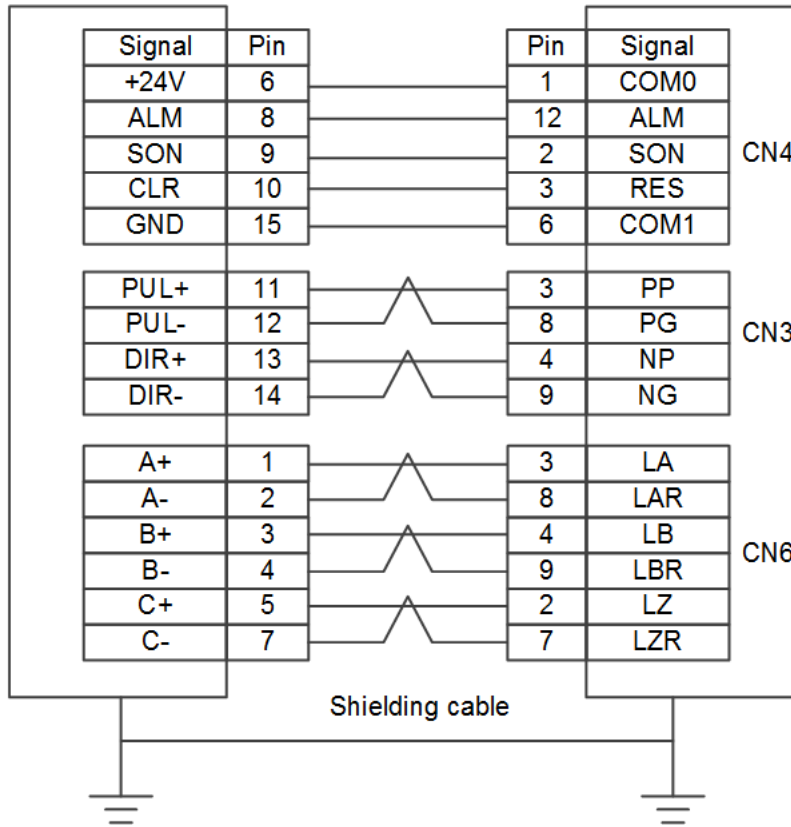 Signal Pin Pin Signal
+24V 6 1 COM0
ALM 8 12 ALM
SON 9 2 SON CN4
CLR 10 3 RES
GND 15 6 COM1
PUL+ 11 3 PP
PUL- 12 8 PG CN3
DIR+ 13 4 NP
DIR- 14 9 NG
A+ 1 3 LA
A- 2 8 LAR
B+ 3 4 LB
B- 4 9 LBR CN6
C+ 5 2 LZ
C- 7 7 LZR
Shielding cable